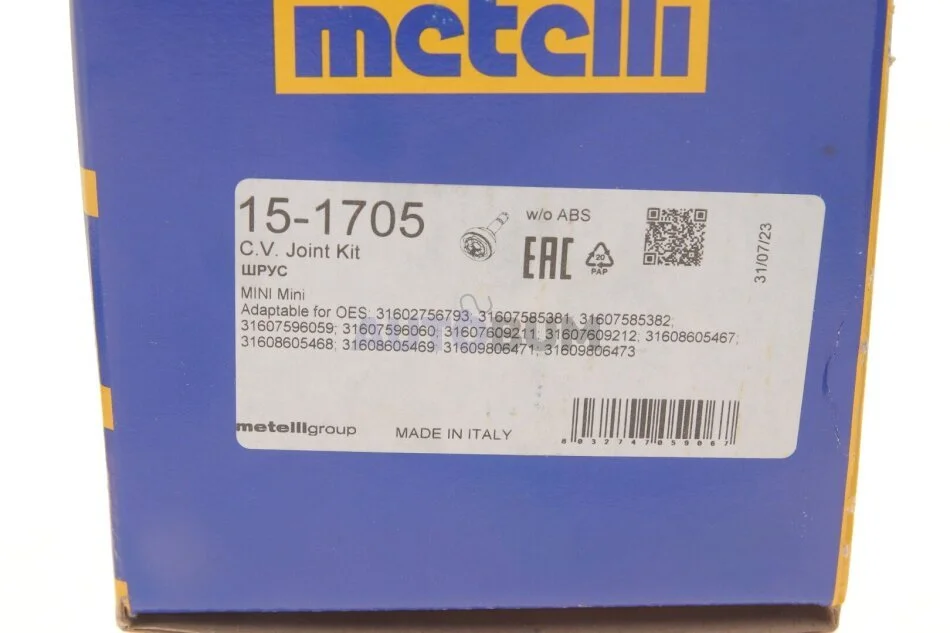 metelli
15-1705
w/o ABS
C.V. Joint Kit
ШРУС
EAC
20
PAP
31/07/23
MINI Mini
Adaptable for OES: 31602756793; 31607585381; 31607585382;
31607596059; 31607596060; 31607609211; 31607609212; 31608605467;
31608605468; 31608605469; 31609806471; 31609806473
metelligroup
MADE IN ITALY
8032747059067